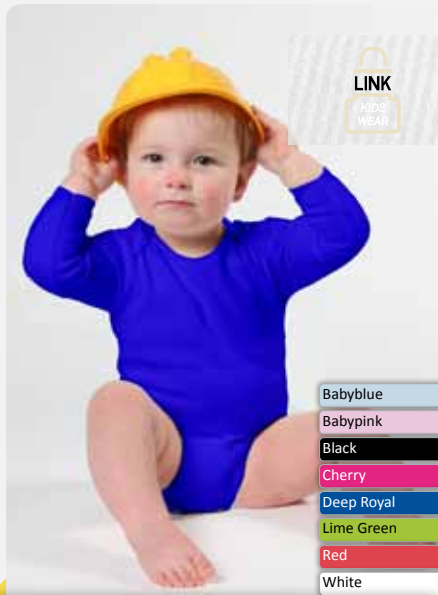 LINK
KIDS
WEAR
Babyblue
Babypink
Black
Cherry
Deep Royal
Lime Green
Red
White